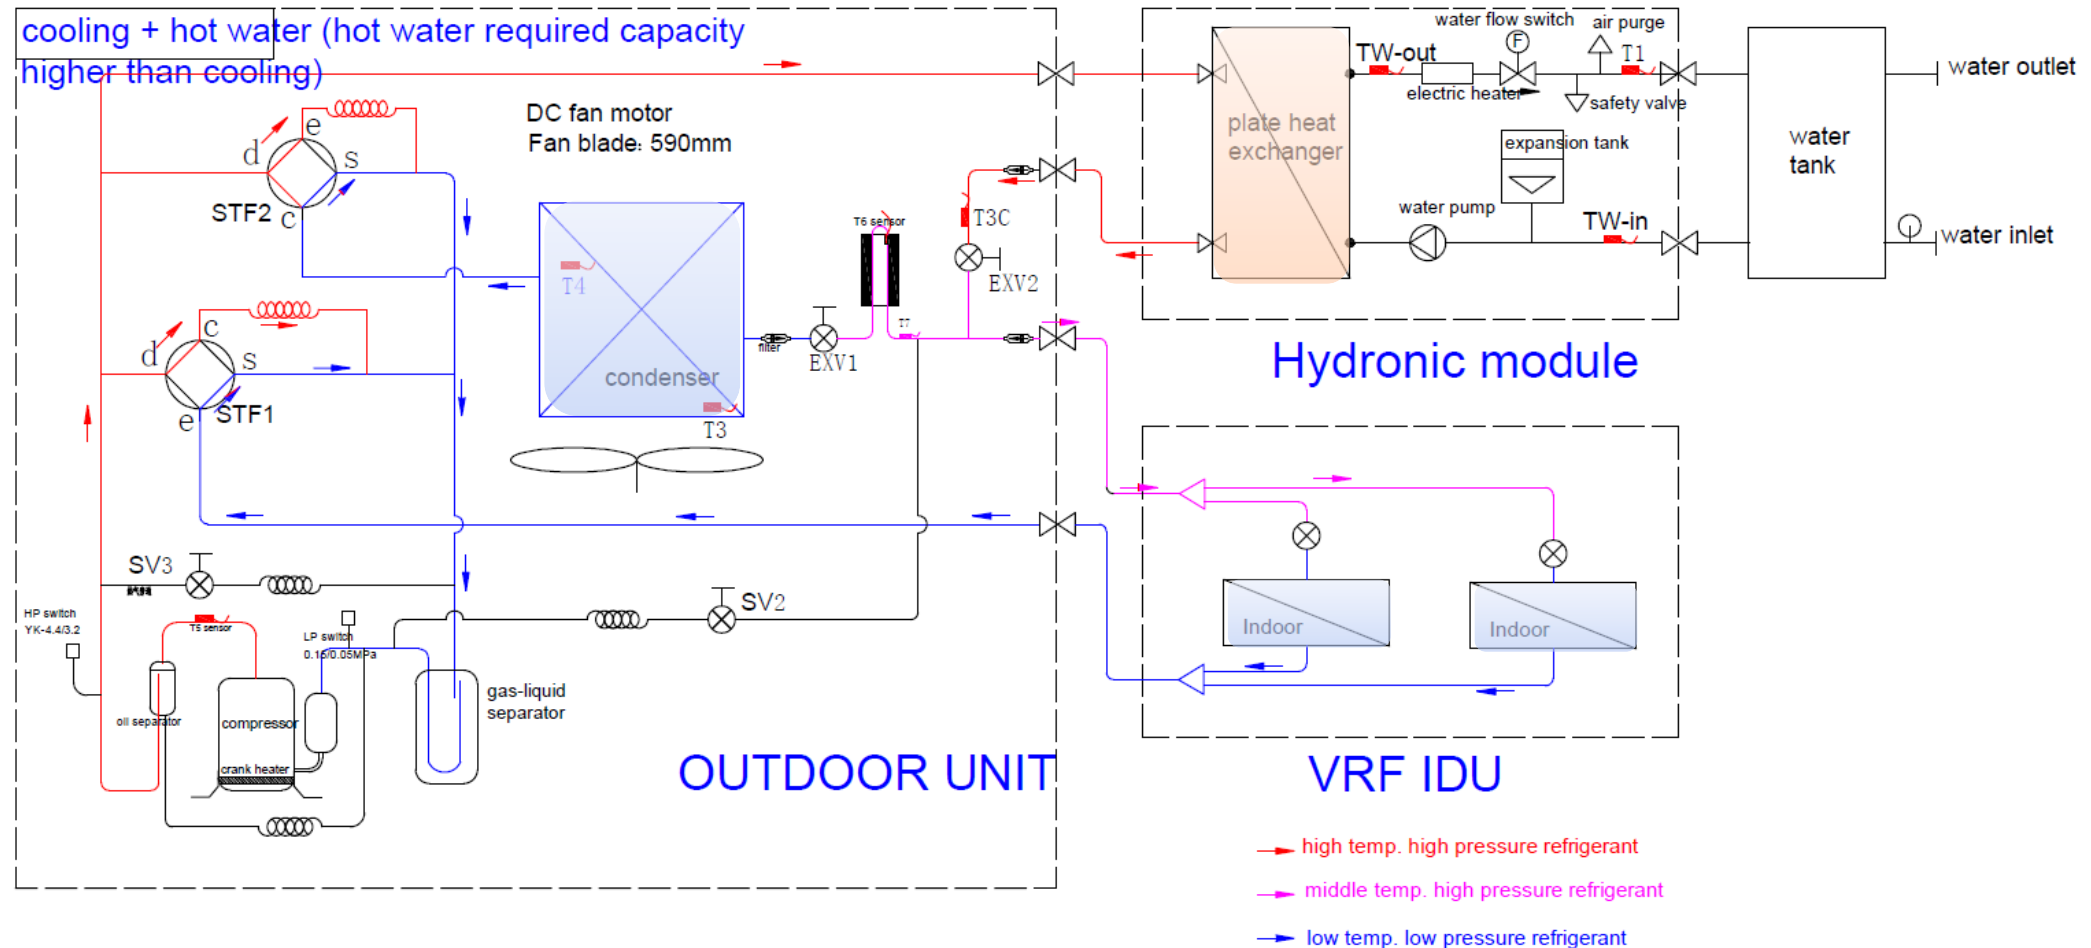 cooling + hot water (hot water required capacity
higher than cooling)
DC fan motor
Fan blade: 590mm
d
e
s
c
STF2
d
c
s
e
STF1
T4
condenser
T3
filter
EXV1
T6 sensor
T7
T3C
EXV2
SV3
SV2
HP switch
YK-4.4/3.2
T5 sensor
LP switch
0.15/0.05MPa
oil separator
compressor
crank heater
gas-liquid
separator
OUTDOOR UNIT
plate heat
exchanger
TW-out
water flow switch
F
air purge
T1
electric heater
safety valve
expansion tank
water pump
TW-in
water
tank
water outlet
water inlet
Hydronic module
Indoor
Indoor
VRF IDU
high temp. high pressure refrigerant
middle temp. high pressure refrigerant
low temp. low pressure refrigerant